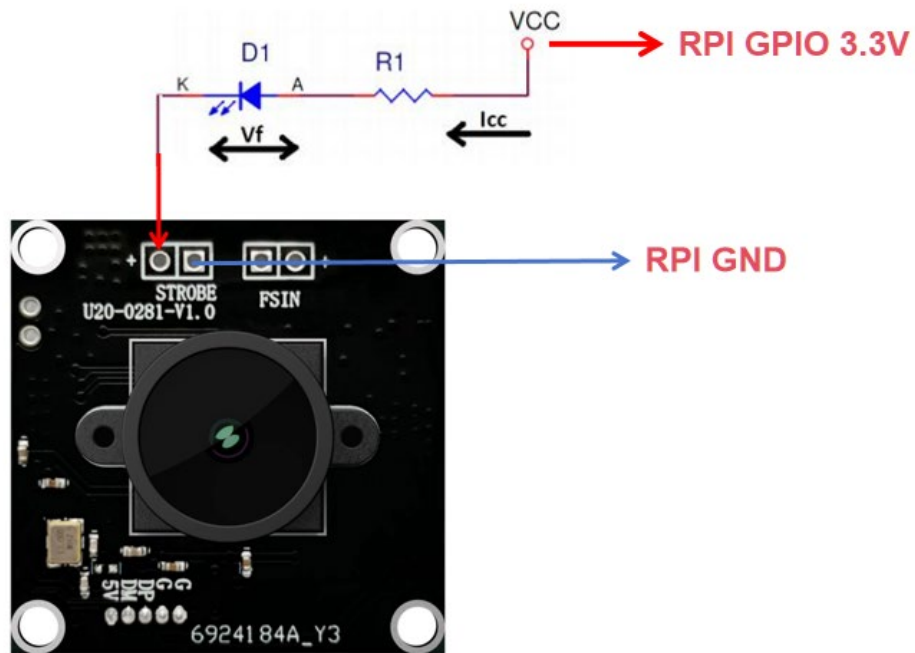 VCC
RPI GPIO 3.3V
D1
R1
K
A
Vf
Icc
RPI GND
+
+
STROBE
FSIN
U20-0281-V1.0
5V
DM
DP
G
G
6924184A_Y3